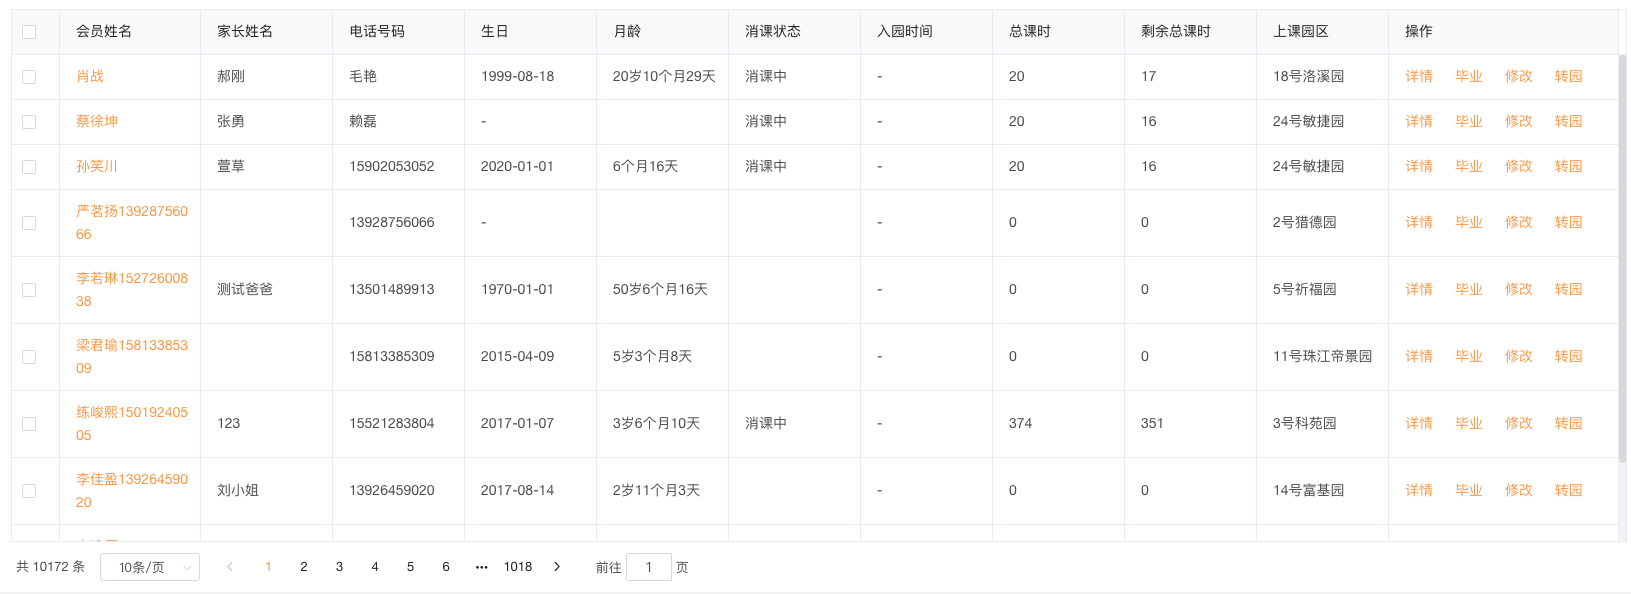 会员姓名 家长姓名 电话号码 生日 月龄 消课状态 入园时间 总课时 剩余总课时 上课园区 操作
肖战 郝刚 毛艳 1999-08-18 20岁10个月29天 消课中 - 20 17 18号洛溪园 详情 毕业 修改 转园
蔡徐坤 张勇 赖磊 - 消课中 - 20 16 24号敏捷园 详情 毕业 修改 转园
孙笑川 萱草 15902053052 2020-01-01 6个月16天 消课中 - 20 16 24号敏捷园 详情 毕业 修改 转园
严茗扬139287560
66 13928756066 - - 0 0 2号猎德园 详情 毕业 修改 转园
李若琳152726008
38 测试爸爸 13501489913 1970-01-01 50岁6个月16天 - 0 0 5号祈福园 详情 毕业 修改 转园
梁君瑜158133853
09 15813385309 2015-04-09 5岁3个月8天 - 0 0 11号珠江帝景园 详情 毕业 修改 转园
练峻熙150192405
05 123 15521283804 2017-01-07 3岁6个月10天 消课中 - 374 351 3号科苑园 详情 毕业 修改 转园
李佳盈139264590
20 刘小姐 13926459020 2017-08-14 2岁11个月3天 - 0 0 14号富基园 详情 毕业 修改 转园
共 10172 条 10条/页 < 1 2 3 4 5 6 ••• 1018 > 前往 1 页